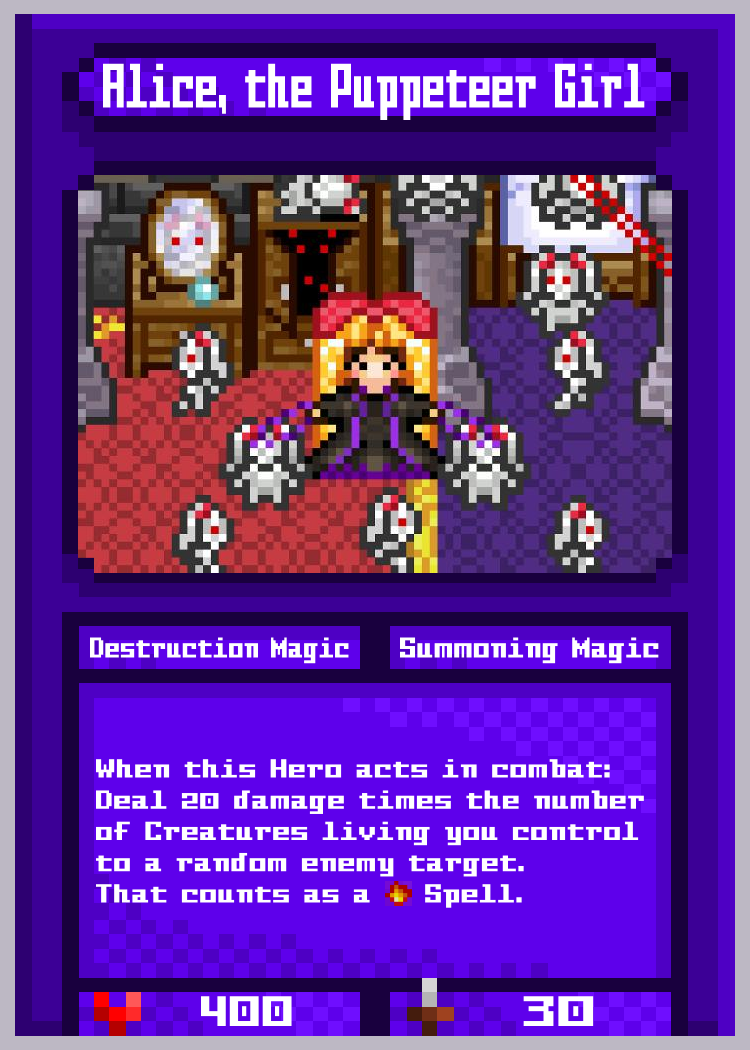 Alice, the Puppeteer Girl
Destruction Magic
Summoning Magic
When this Hero acts in combat:
Deal 20 damage times the number
of Creatures living you control
to a random enemy target.
That counts as a Spell.
400
30